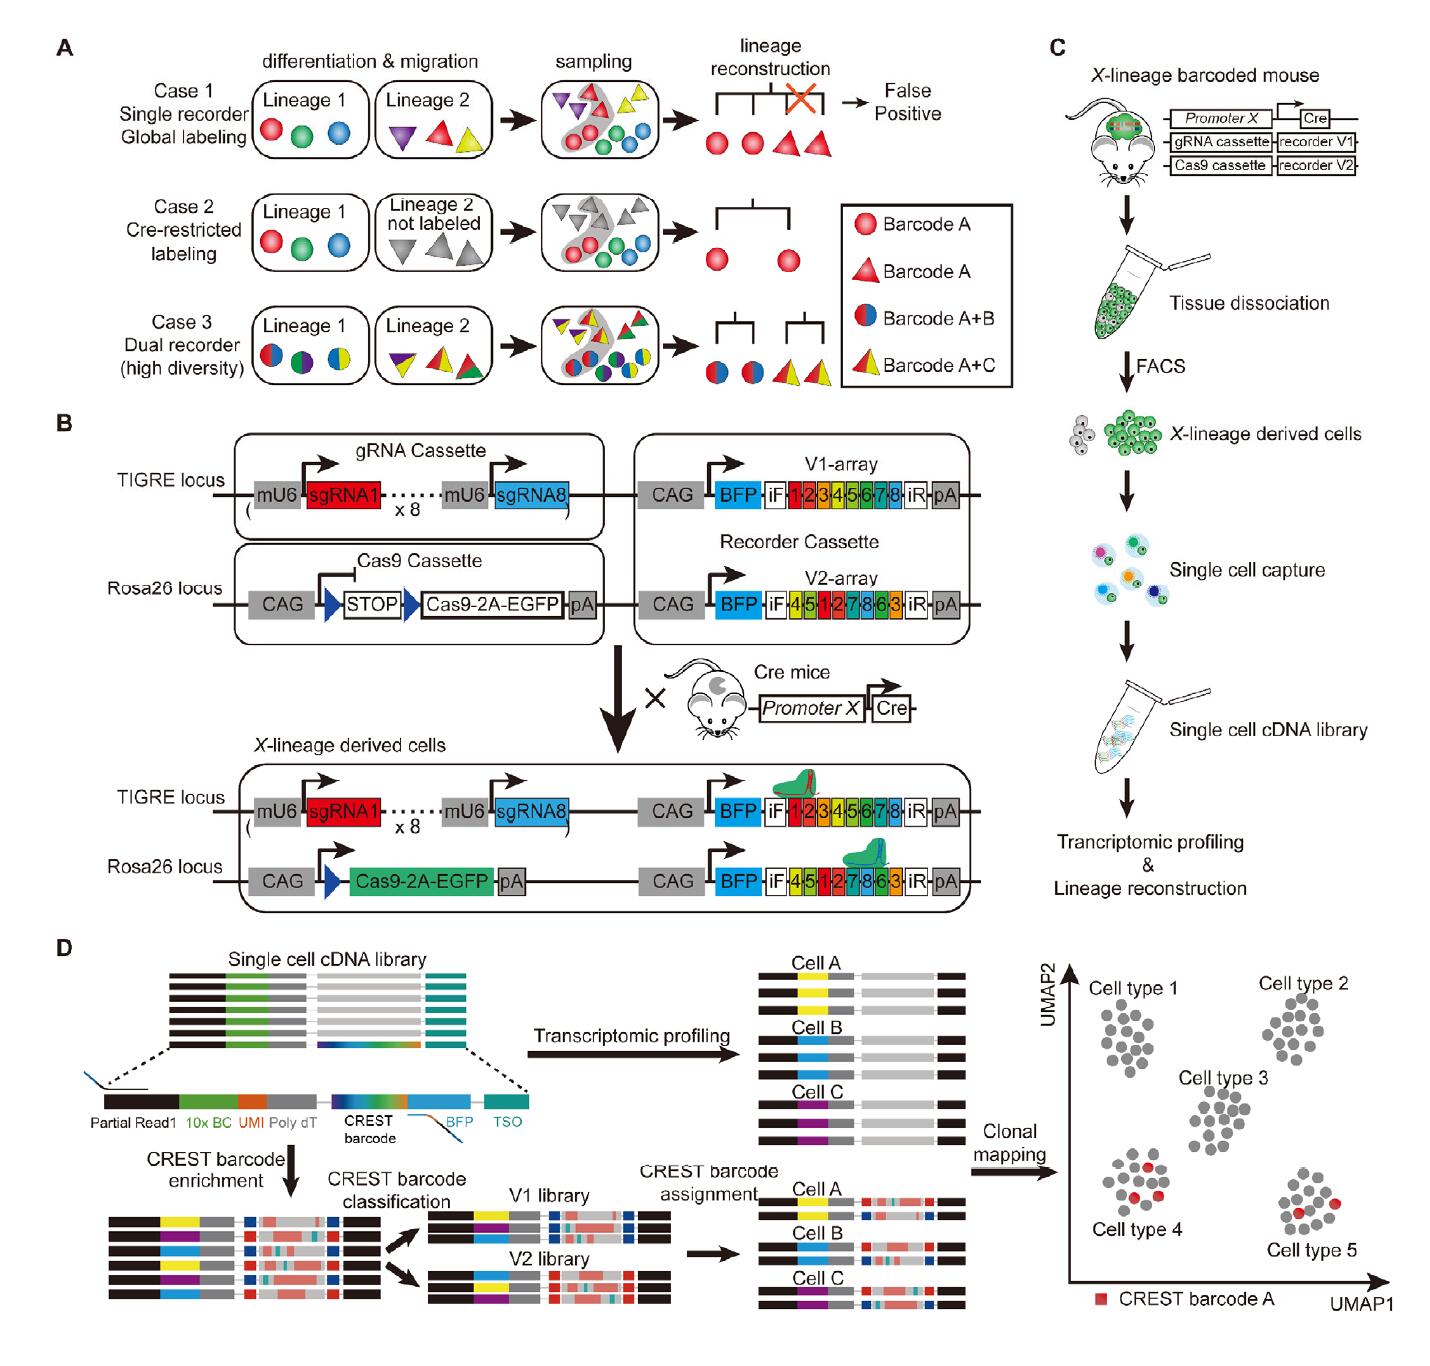 A
differentiation & migration
sampling
lineage
reconstruction
Case 1
Single recorder
Global labeling
Lineage 1
Lineage 2
False
Positive
Case 2
Cre-restricted
labeling
Lineage 1
Lineage 2
not labeled
Case 3
Dual recorder
(high diversity)
Lineage 1
Lineage 2
Barcode A
Barcode A
Barcode A+B
Barcode A+C
B
gRNA Cassette
TIGRE locus
( mU6 sgRNA1 x 8 mU6 sgRNA8 )
V1-array
CAG BFP iF 1 2 3 4 5 6 7 8 iR pA
Cas9 Cassette
Rosa26 locus
CAG STOP Cas9-2A-EGFP pA
Recorder Cassette
V2-array
CAG BFP iF 4 5 1 2 7 8 6 3 iR pA
Cre mice
Promoter X Cre
X-lineage derived cells
TIGRE locus
( mU6 sgRNA1 x 8 mU6 sgRNA8 )
CAG BFP iF 1 2 3 4 5 6 7 8 iR pA
Rosa26 locus
CAG Cas9-2A-EGFP pA
CAG BFP iF 4 5 1 2 7 8 6 3 iR pA
C
X-lineage barcoded mouse
Promoter X Cre
gRNA cassette recorder V1
Cas9 cassette recorder V2
Tissue dissociation
FACS
X-lineage derived cells
Single cell capture
Single cell cDNA library
Trancriptomic profiling
&
Lineage reconstruction
D
Single cell cDNA library
Partial Read1 10x BC UMI Poly dT CREST
barcode
BFP TSO
Transcriptomic profiling
Cell A
Cell B
Cell C
CREST barcode
enrichment
CREST barcode
classification
V1 library
V2 library
CREST barcode
assignment
Cell A
Cell B
Cell C
Clonal
mapping
UMAP2
Cell type 1
Cell type 2
Cell type 3
Cell type 4
Cell type 5
CREST barcode A
UMAP1